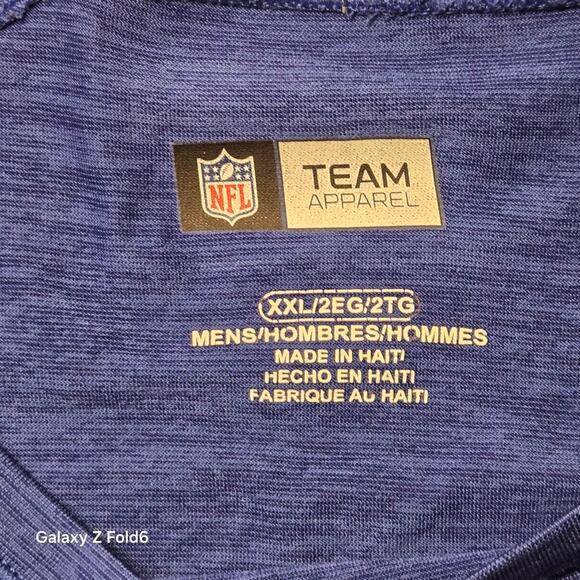 NFL
TEAM
APPAREL
XXL/2EG/2TG
MENS/HOMBRES/HOMMES
MADE IN HAITI
HECHO EN HAITI
FABRIQUE AU HAITI
Galaxy Z Fold6